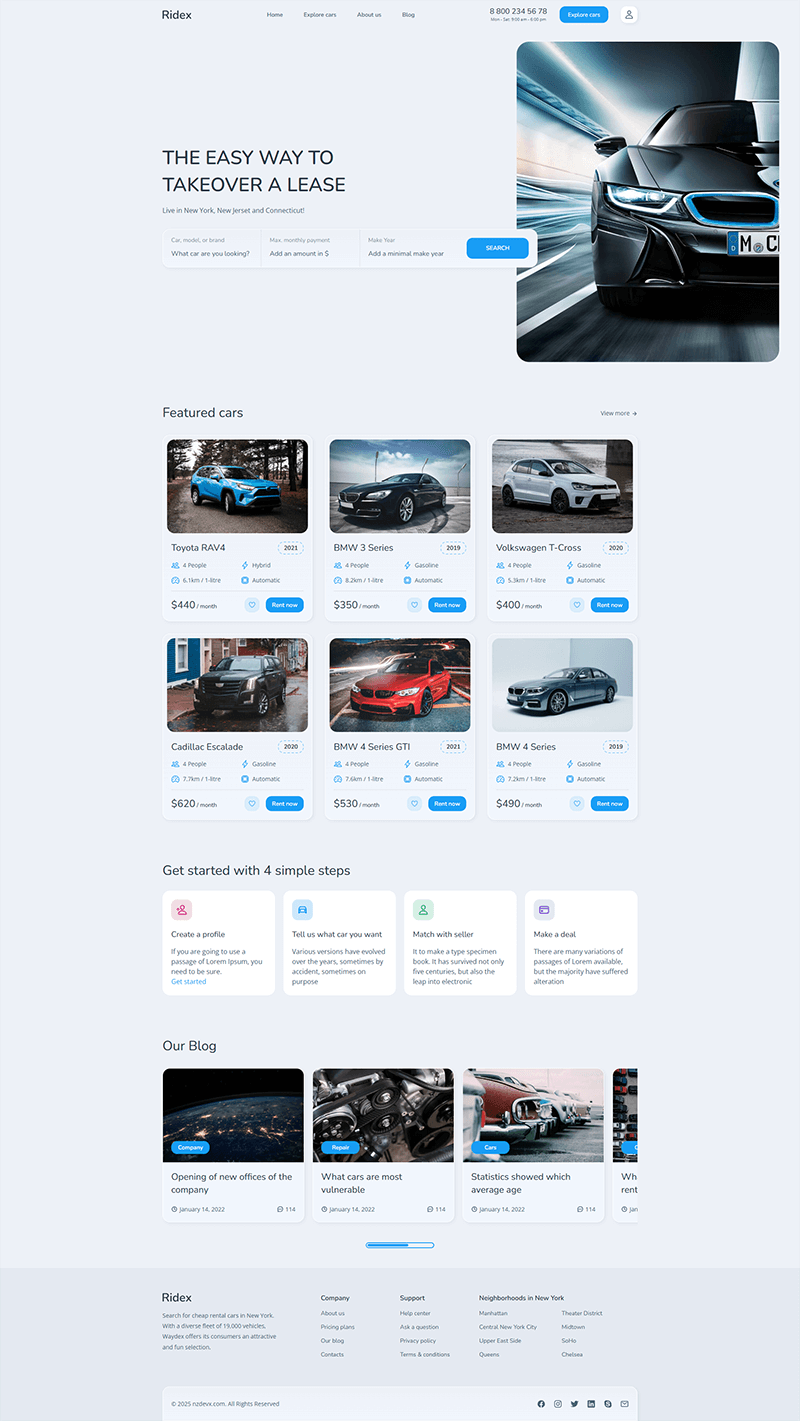 Ridex
Home
Explore cars
About us
Blog
8 800 234 56 78
Mon - Sat: 9:00 am - 6:00 pm
Explore cars
THE EASY WAY TO
TAKEOVER A LEASE
Live in New York, New Jerset and Connecticut!
Car, model, or brand
What car are you looking?
Max. monthly payment
Add an amount in $
Make Year
Add a minimal make year
SEARCH
Featured cars
View more →
Toyota RAV4
2021
4 People
Hybrid
6.1km / 1-litre
Automatic
$440 / month
Rent now
BMW 3 Series
2019
4 People
Gasoline
8.2km / 1-litre
Automatic
$350 / month
Rent now
Volkswagen T-Cross
2020
4 People
Gasoline
5.3km / 1-litre
Automatic
$400 / month
Rent now
Cadillac Escalade
2020
4 People
Gasoline
7.7km / 1-litre
Automatic
$620 / month
Rent now
BMW 4 Series GTI
2021
4 People
Gasoline
7.6km / 1-litre
Automatic
$530 / month
Rent now
BMW 4 Series
2019
4 People
Gasoline
7.2km / 1-litre
Automatic
$490 / month
Rent now
Get started with 4 simple steps
Create a profile
If you are going to use a
passage of Lorem Ipsum, you
need to be sure.
Get started
Tell us what car you want
Various versions have evolved
over the years, sometimes by
accident, sometimes on
purpose
Match with seller
It to make a type specimen
book. It has survived not only
five centuries, but also the
leap into electronic
Make a deal
There are many variations of
passages of Lorem available,
but the majority have suffered
alteration
Our Blog
Company
Opening of new offices of the
company
January 14, 2022
114
Repair
What cars are most
vulnerable
January 14, 2022
114
Cars
Statistics showed which
average age
January 14, 2022
114
Wh
rent
Jan
Ridex
Search for cheap rental cars in New York.
With a diverse fleet of 19.000 vehicles,
Waydex offers its consumers an attractive
and fun selection.
Company
About us
Pricing plans
Our blog
Contacts
Support
Help center
Ask a question
Privacy policy
Terms & conditions
Neighborhoods in New York
Manhattan
Central New York City
Upper East Side
Queens
Theater District
Midtown
SoHo
Chelsea
© 2025 nzdevx.com. All Rights Reserved